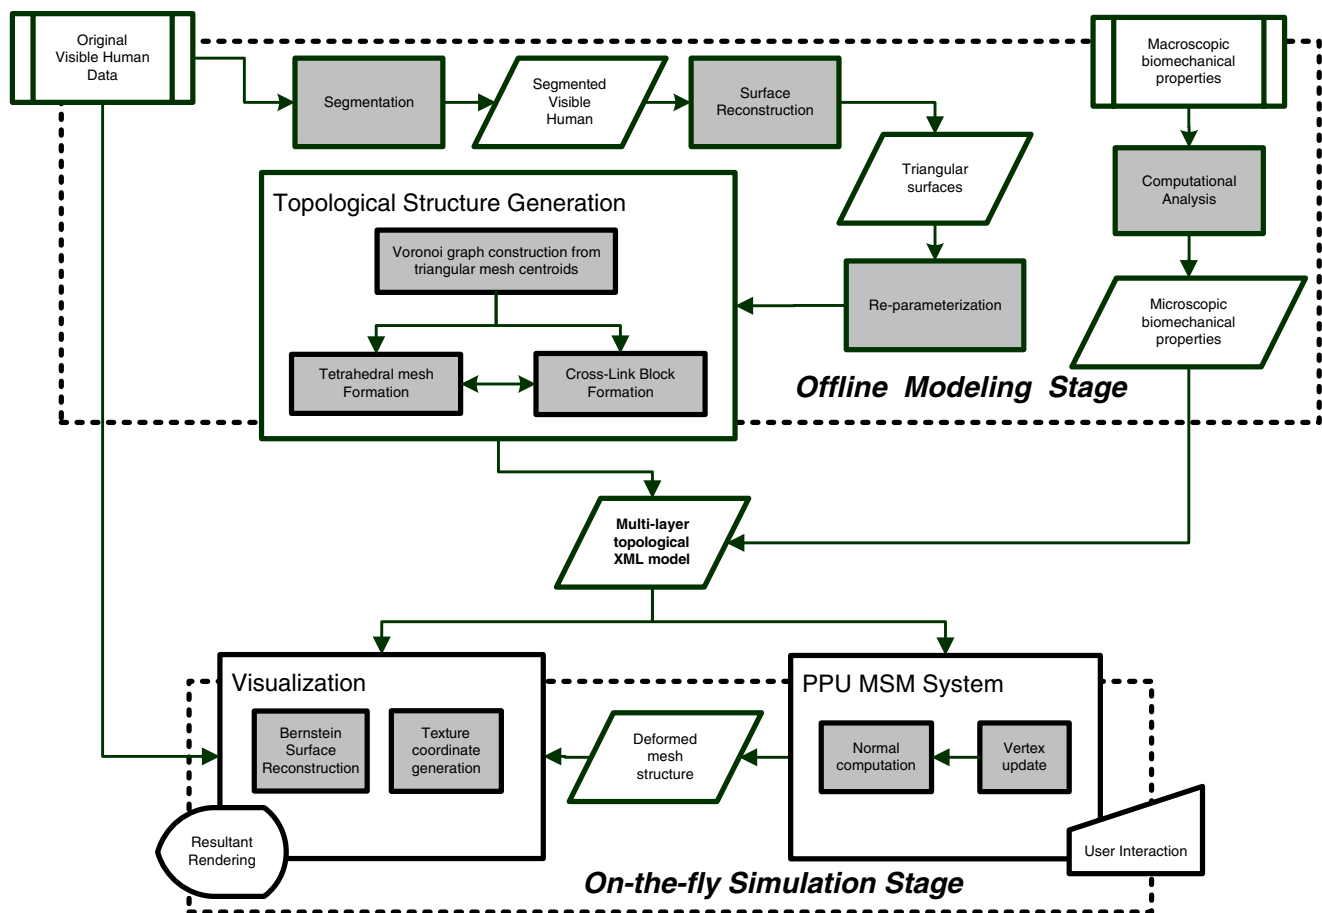 Original
Visible Human
Data
Segmentation
Segmented
Visible
Human
Surface
Reconstruction
Macroscopic
biomechanical
properties
Triangular
surfaces
Computational
Analysis
Topological Structure Generation
Voronoi graph construction from
triangular mesh centroids
Tetrahedral mesh
Formation
Cross-Link Block
Formation
Re-parameterization
Microscopic
biomechanical
properties
Offline Modeling Stage
Multi-layer
topological
XML model
Visualization
Bernstein
Surface
Reconstruction
Texture
coordinate
generation
Deformed
mesh
structure
PPU MSM System
Normal
computation
Vertex
update
Resultant
Rendering
User Interaction
On-the-fly Simulation Stage